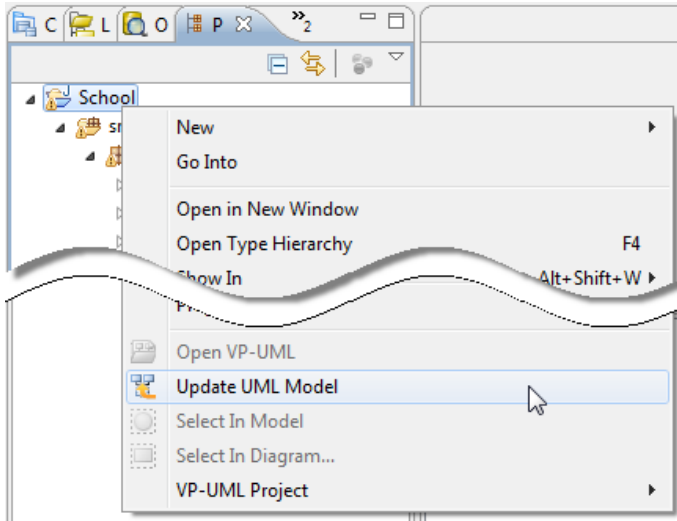 C L O P »2
School
sr
New
Go Into
Open in New Window
Open Type Hierarchy F4
Show In Alt+Shift+W
Open VP-UML
Update UML Model
Select In Model
Select In Diagram...
VP-UML Project